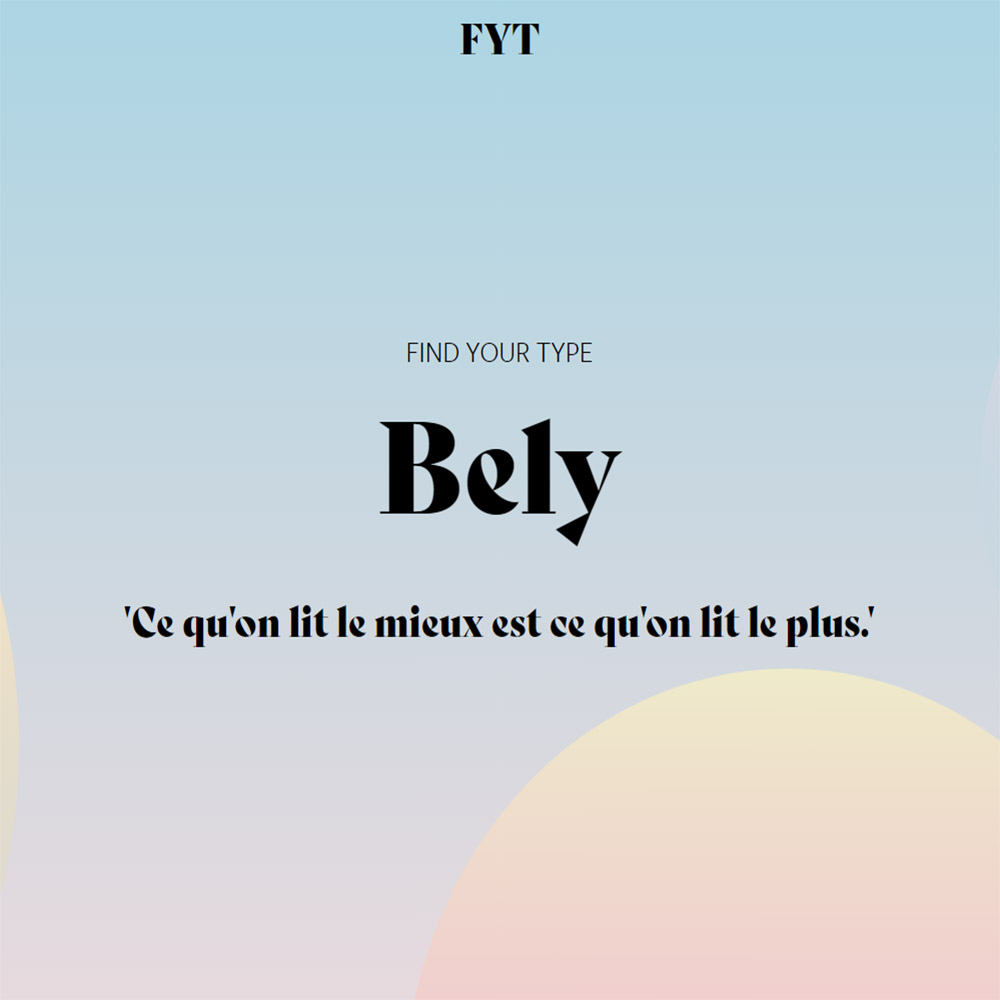 FYT
FIND YOUR TYPE
Bely
'Ce qu'on lit le mieux est ce qu'on lit le plus.'